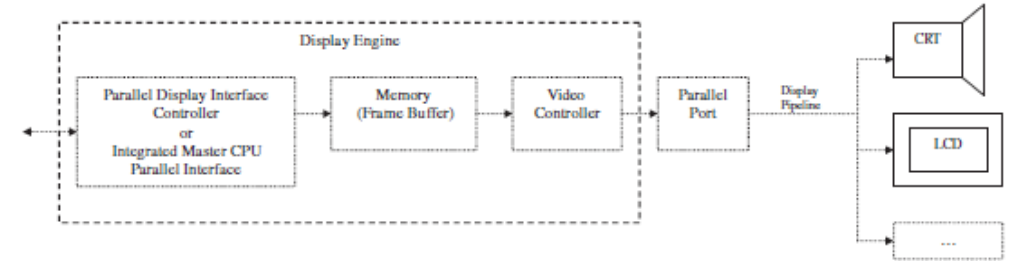 Display Engine
Parallel Display Interface
Controller
or
Integrated Master CPU
Parallel Interface
Memory
(Frame Buffer)
Video
Controller
Parallel
Port
Display
Pipeline
CRT
LCD
...